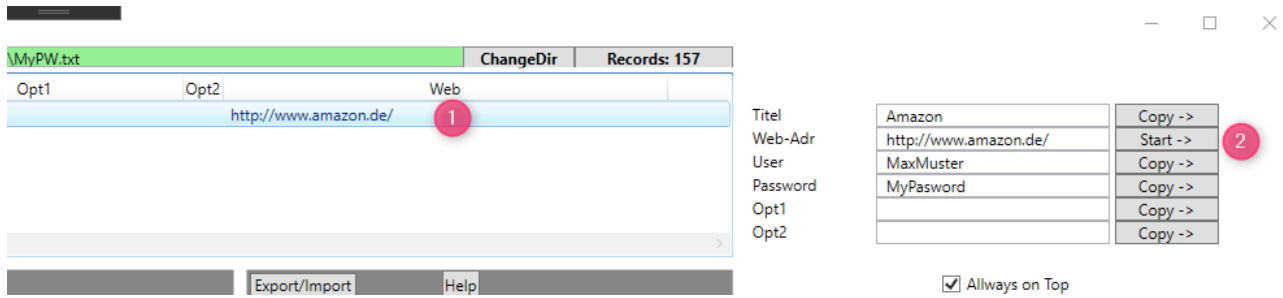 \MyPW.txt ChangeDir Records: 157
Opt1 Opt2 Web
http://www.amazon.de/ 1
Titel Amazon Copy ->
Web-Adr http://www.amazon.de/ Start -> 2
User MaxMuster Copy ->
Password MyPasword Copy ->
Opt1 Copy ->
Opt2 Copy ->
Export/Import Help Allways on Top